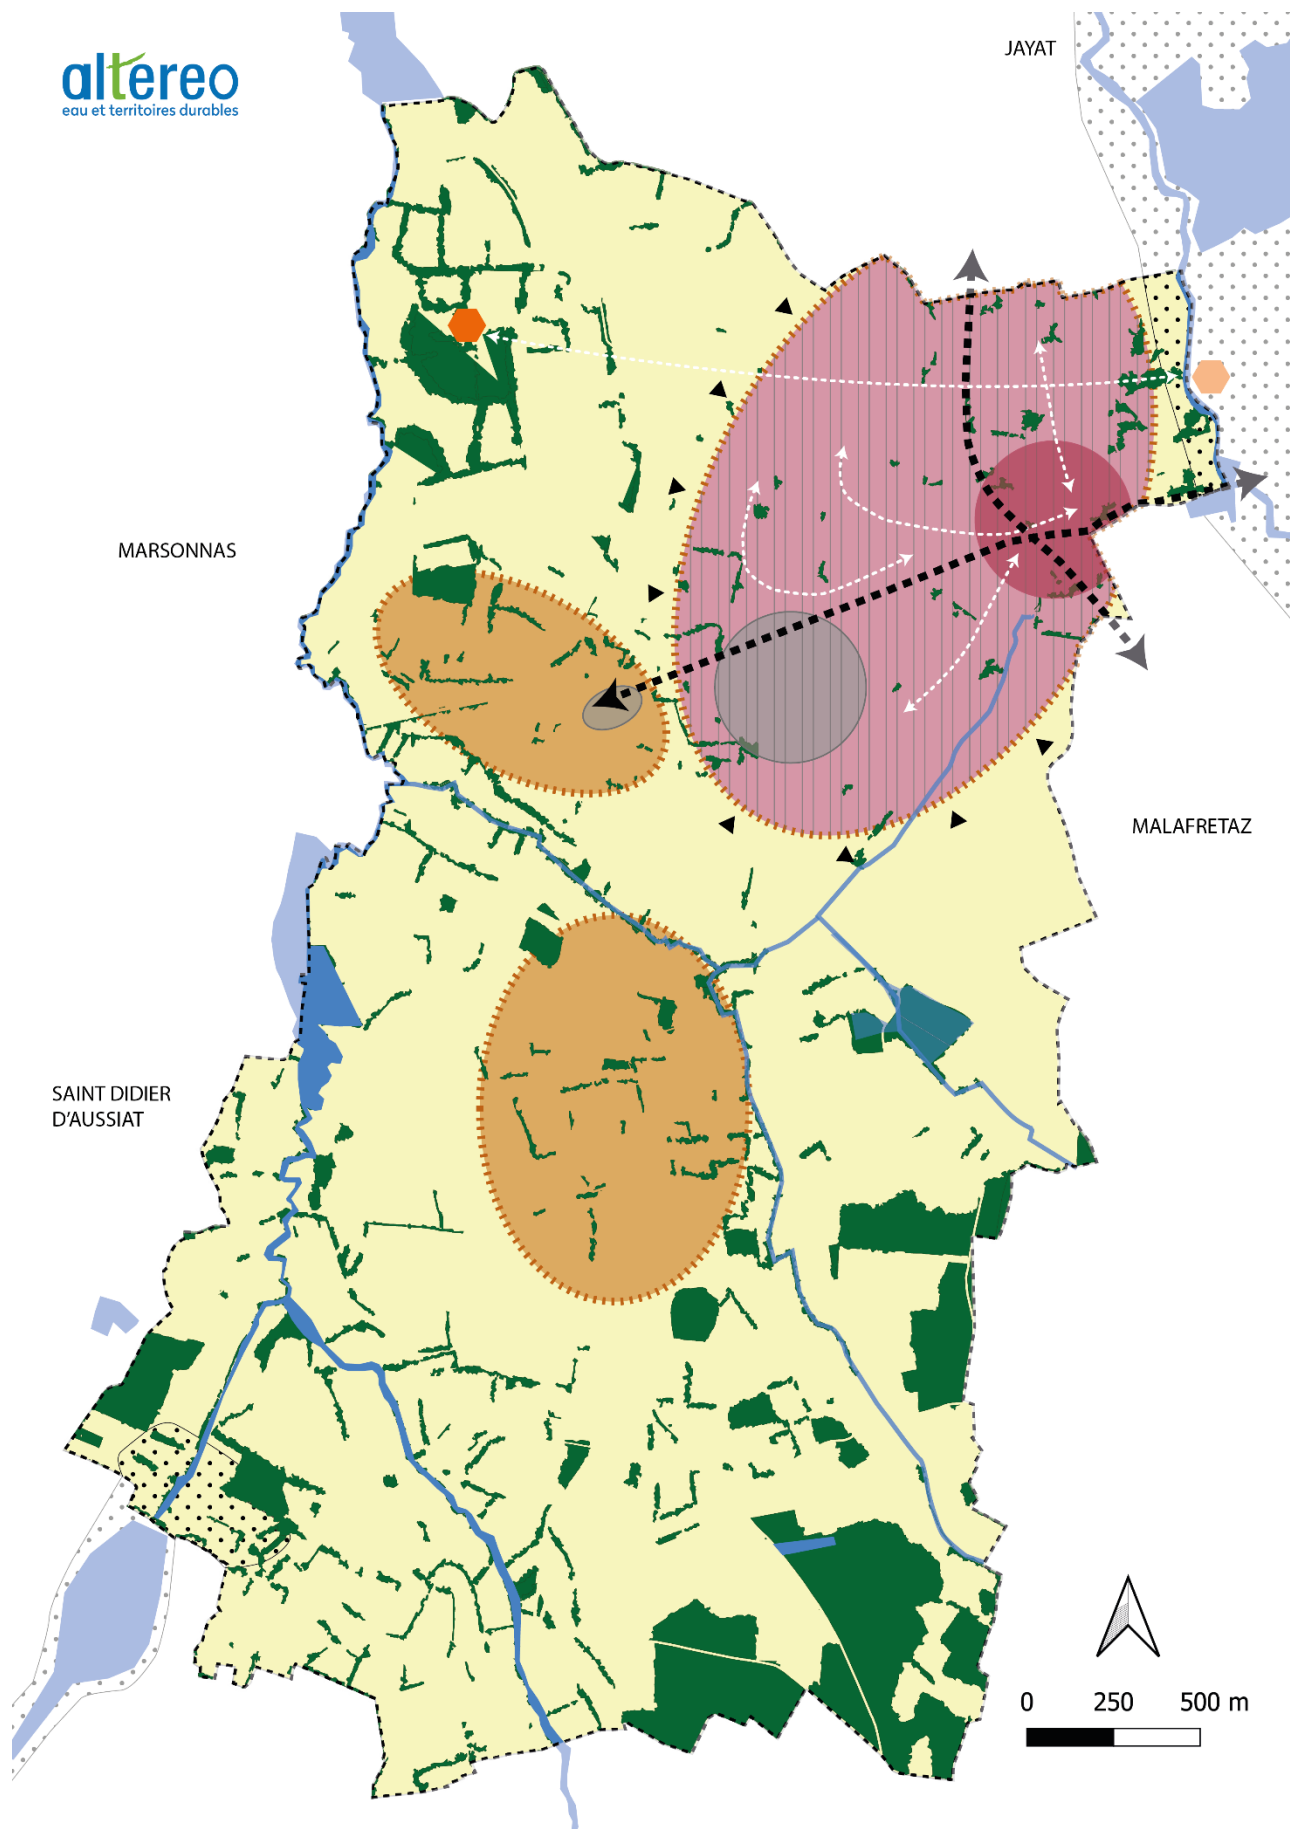 JAYAT
altereo
eau et territoires durables
MARSONNAS
MALAFRETAZ
SAINT DIDIER
D'AUSSIAT
0 250 500 m